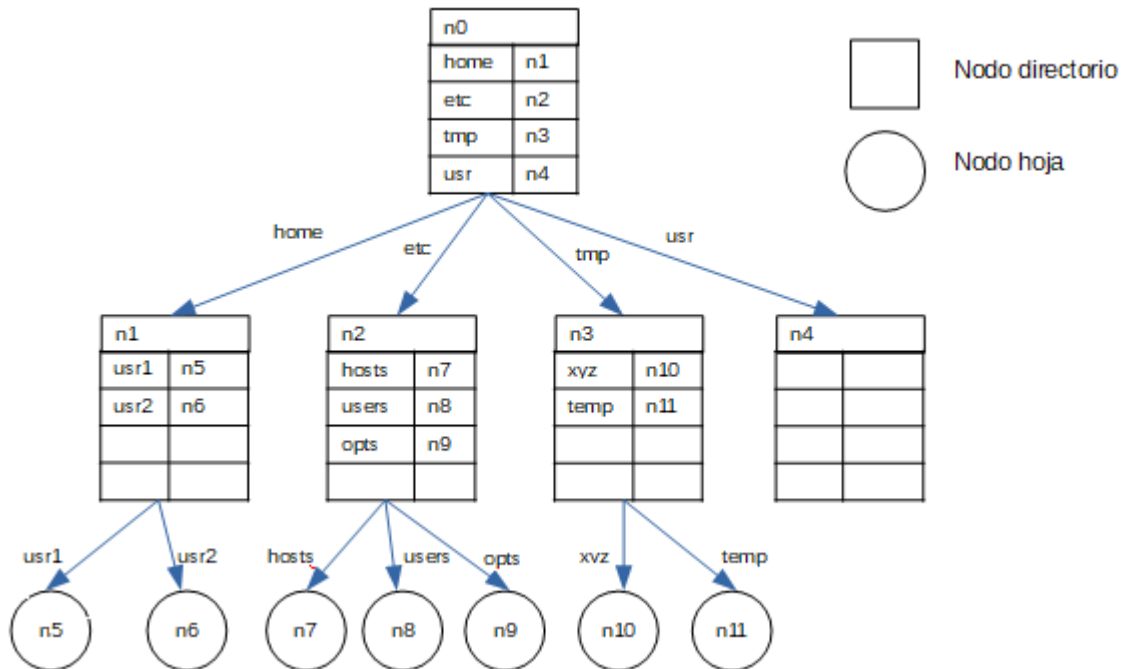 n0
home n1
etc n2
tmp n3
usr n4
Nodo directorio
Nodo hoja
home
etc
tmp
usr
n1
usr1 n5
usr2 n6
n2
hosts n7
users n8
opts n9
n3
xyz n10
temp n11
n4
usr1
usr2
hosts
users
opts
xyz
temp
n5
n6
n7
n8
n9
n10
n11